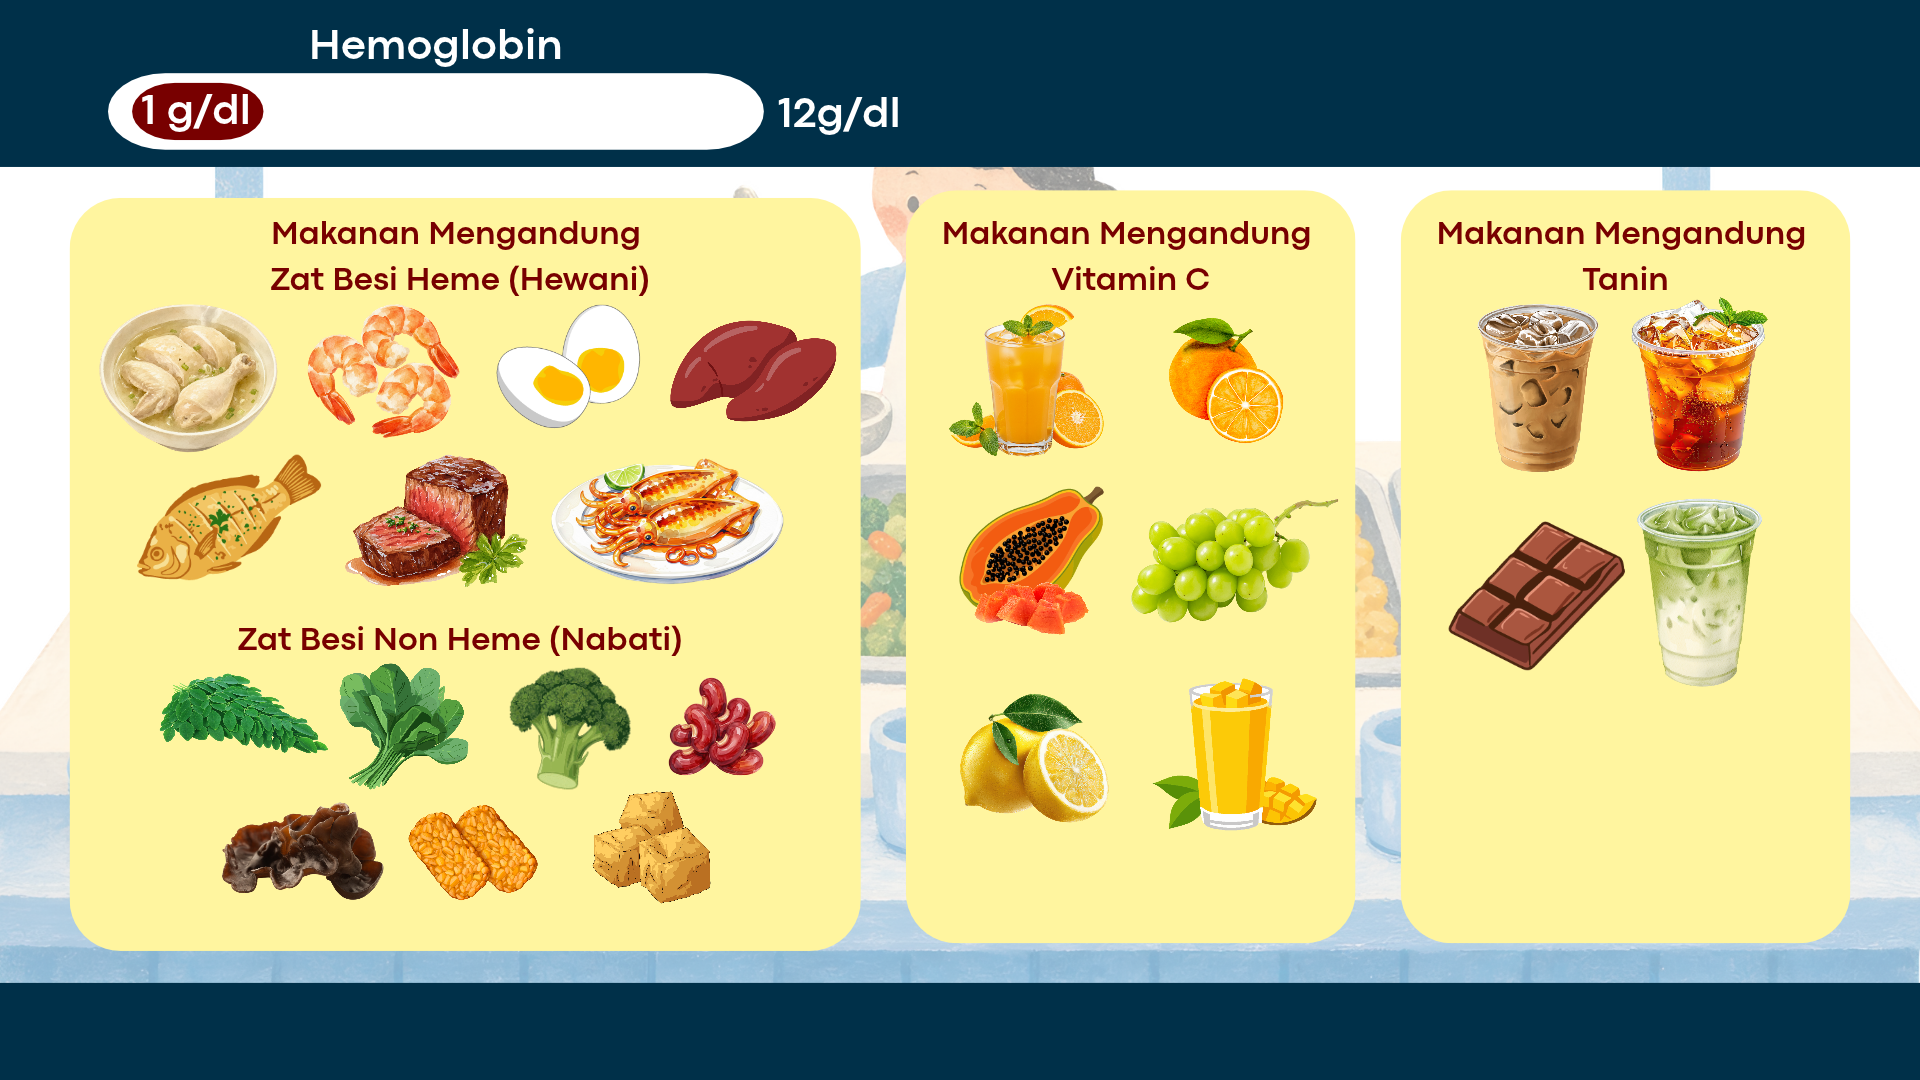 Hemoglobin
1 g/dl
12g/dl
Makanan Mengandung
Zat Besi Heme (Hewani)
Zat Besi Non Heme (Nabati)
Makanan Mengandung
Vitamin C
Makanan Mengandung
Tanin